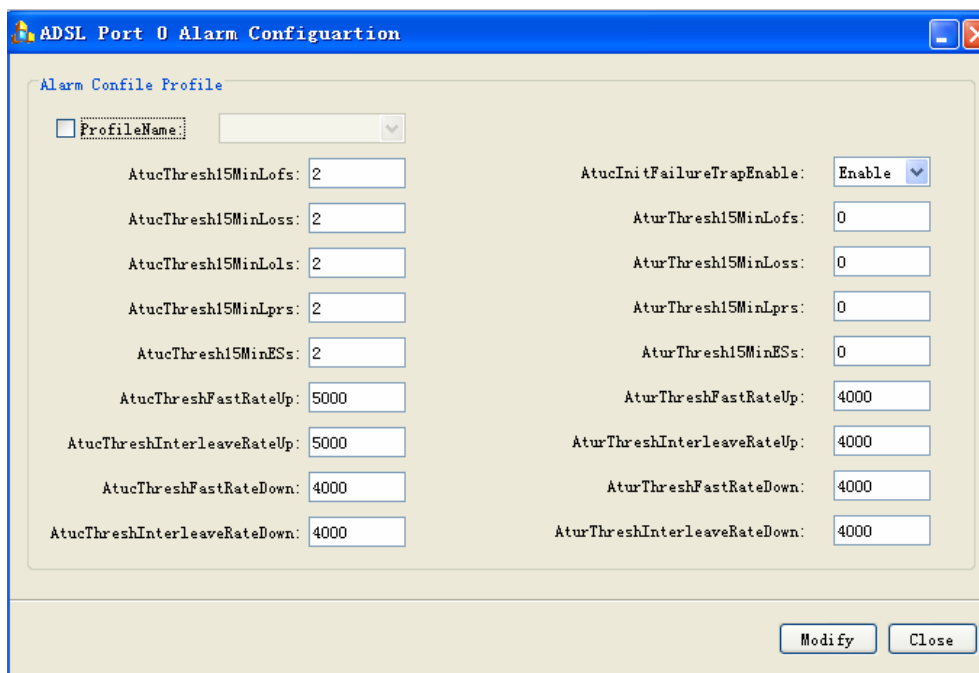 ADSL Port 0 Alarm Configuartion
Alarm Confile Profile
ProfileName:
AtucThresh15MinLofs: 2 AtucInitFailureTrapEnable: Enable
AtucThresh15MinLoss: 2 AturThresh15MinLofs: 0
AtucThresh15MinLols: 2 AturThresh15MinLoss: 0
AtucThresh15MinLprs: 2 AturThresh15MinLprs: 0
AtucThresh15MinESs: 2 AturThresh15MinESs: 0
AtucThreshFastRateUp: 5000 AturThreshFastRateUp: 4000
AtucThreshInterleaveRateUp: 5000 AturThreshInterleaveRateUp: 4000
AtucThreshFastRateDown: 4000 AturThreshFastRateDown: 4000
AtucThreshInterleaveRateDown: 4000 AturThreshInterleaveRateDown: 4000
Modify Close